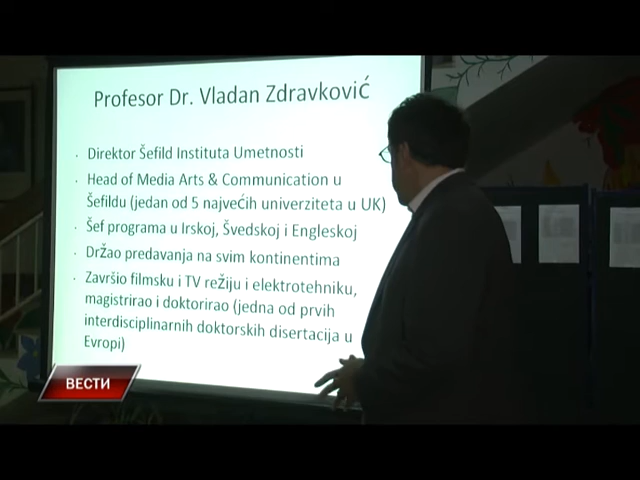 Profesor Dr. Vladan Zdravković
· Direktor Šefild Instituta Umetnosti
· Head of Media Arts & Communication u
Šefildu (jedan od 5 najvećih univerziteta u UK)
· Šef programa u Irskoj, Švedskoj i Engleskoj
· Držao predavanja na svim kontinentima
· Završio filmsku i TV režiju i elektrotehniku,
magistrirao i doktorirao (jedna od prvih
interdisciplinarnih doktorskih disertacija u
Evropi)
ВЕСТИ